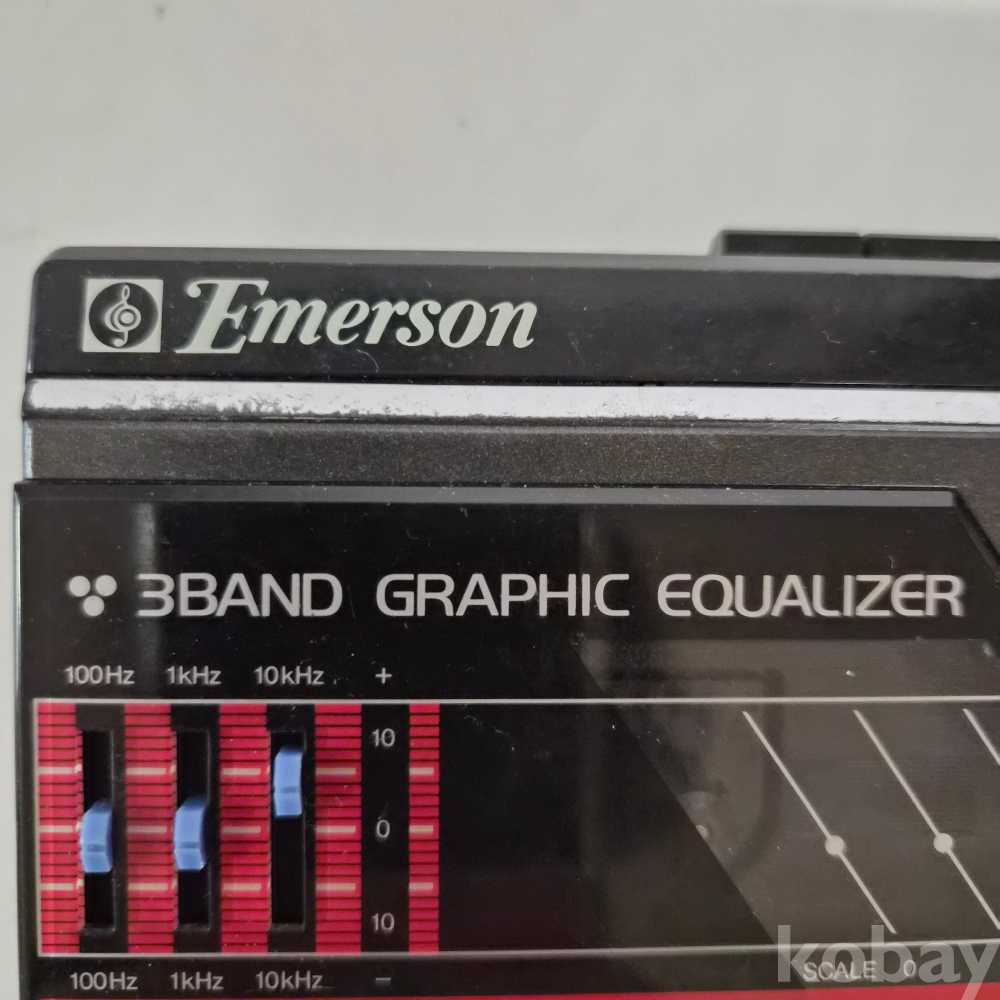 Emerson
3BAND GRAPHIC EQUALIZER
100Hz 1kHz 10kHz +
10
0
10
100Hz 1kHz 10kHz −
SCALE 0
kobay